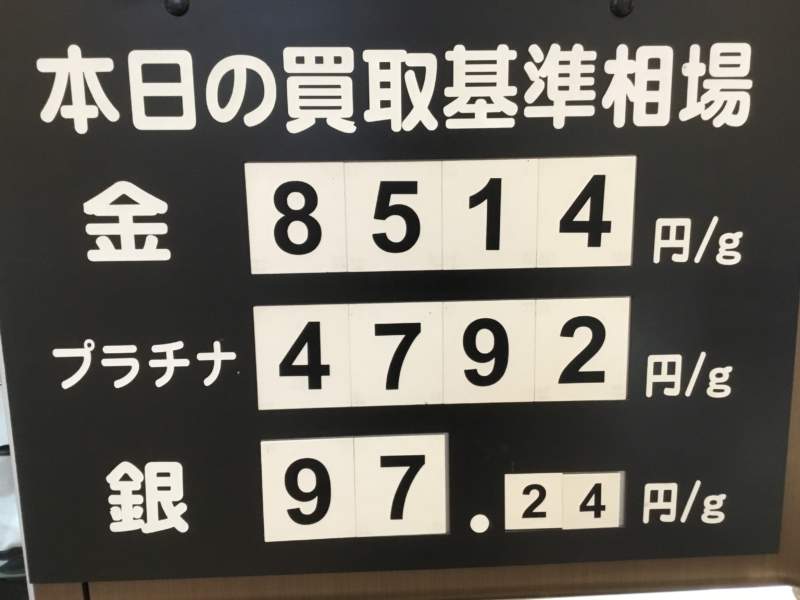 本日の買取基準相場
金 8514 円/g
プラチナ 4792 円/g
銀 97.24 円/g